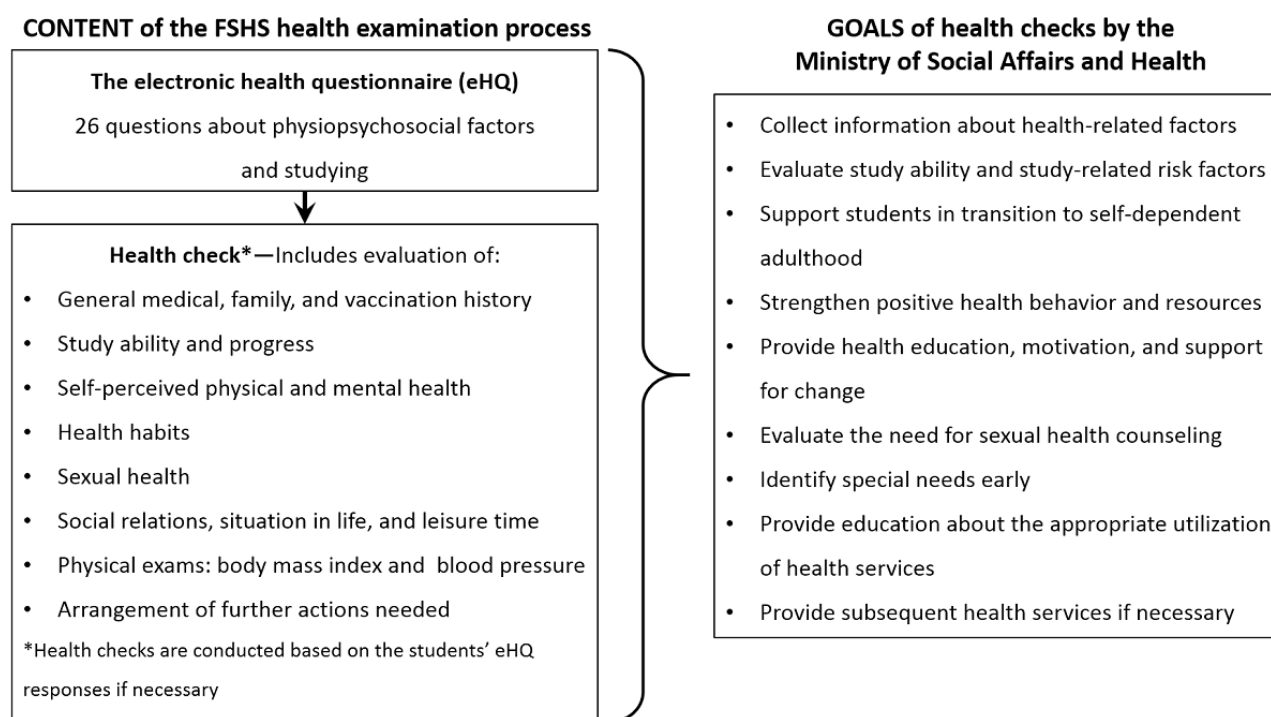 CONTENT of the FSHS health examination process
The electronic health questionnaire (eHQ)
26 questions about physiopsychosocial factors
and studying
Health check*—Includes evaluation of:
• General medical, family, and vaccination history
• Study ability and progress
• Self-perceived physical and mental health
• Health habits
• Sexual health
• Social relations, situation in life, and leisure time
• Physical exams: body mass index and blood pressure
• Arrangement of further actions needed
*Health checks are conducted based on the students’ eHQ
responses if necessary
GOALS of health checks by the
Ministry of Social Affairs and Health
• Collect information about health-related factors
• Evaluate study ability and study-related risk factors
• Support students in transition to self-dependent
adulthood
• Strengthen positive health behavior and resources
• Provide health education, motivation, and support
for change
• Evaluate the need for sexual health counseling
• Identify special needs early
• Provide education about the appropriate utilization
of health services
• Provide subsequent health services if necessary